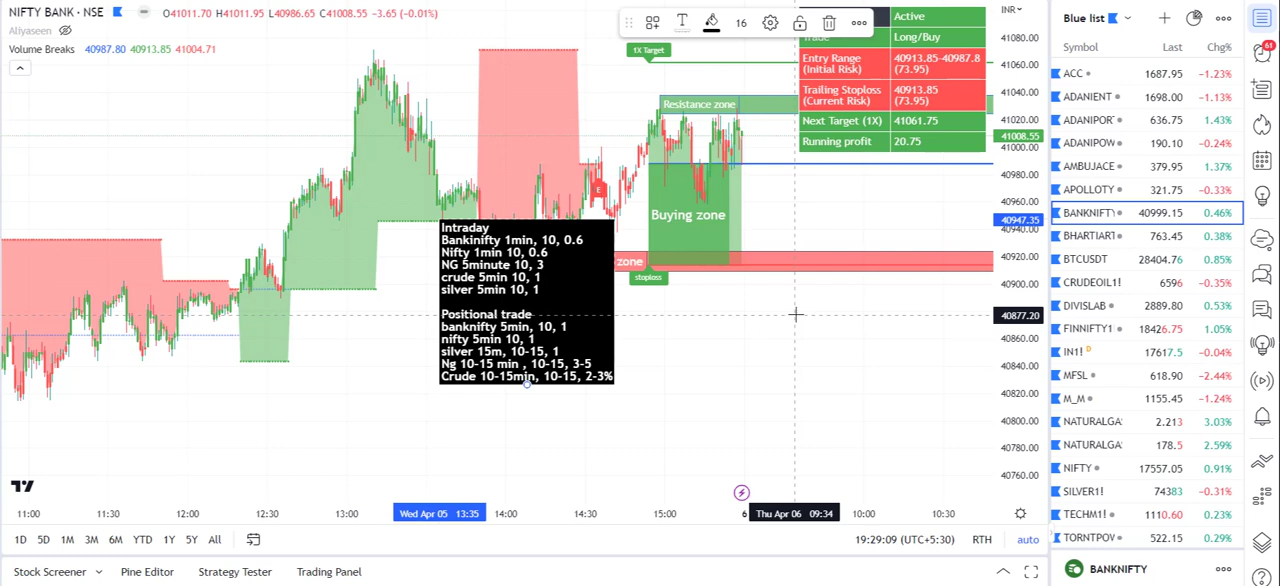 NIFTY BANK · NSE O41011.70 H41011.95 L40986.65 C41008.55 -3.65 (-0.01%)
Aliyaseen
Volume Breaks 40987.80 40913.85 41004.71
16
INR
Active
Trade Long/Buy
Entry Range (Initial Risk) 40913.85-40987.8 (73.95)
Trailing Stoploss (Current Risk) 40913.85 (73.95)
Next Target (1X) 41061.75
Running profit 20.75
1X Target
Resistance zone
Buying zone
E
zone
stoploss
Intraday
Bankinifty 1min, 10, 0.6
Nifty 1min 10, 0.6
NG 5minute 10, 3
crude 5min 10, 1
silver 5min 10, 1
Positional trade
banknifty 5min, 10, 1
nifty 5min 10, 1
silver 15m, 10-15, 1
Ng 10-15 min , 10-15, 3-5
Crude 10-15min, 10-15, 2-3%
41080.00
41060.00
41040.00
41020.00
41008.55
41000.00
40980.00
40960.00
40947.35
40940.00
40920.00
40900.00
40877.20
40860.00
40840.00
40820.00
40800.00
40780.00
40760.00
11:00 11:30 12:00 12:30 13:00 Wed Apr 05 13:35 14:00 14:30 15:00 6 Thu Apr 06 09:34 10:00 10:30
1D 5D 1M 3M 6M YTD 1Y 5Y All 19:29:09 (UTC+5:30) RTH auto
Stock Screener Pine Editor Strategy Tester Trading Panel
Blue list
Symbol Last Chg%
ACC 1687.95 -1.23%
ADANIENT 1698.00 -1.13%
ADANIPOR 636.75 1.43%
ADANIPOW 190.10 -0.24%
AMBUJACE 379.95 1.37%
APOLLOTY 321.75 -0.33%
BANKNIFTY 40999.15 0.46%
BHARTIART 763.45 0.38%
BTCUSDT 28404.76 0.85%
CRUDEOIL1! 6596 -0.35%
DIVISLAB 2889.80 0.53%
FINNIFTY1 18426.75 1.05%
IN1! D 17617.5 -0.04%
MFSL 618.90 -2.44%
M_M 1155.45 -1.24%
NATURALGA 2.213 3.03%
NATURALGA 178.5 2.59%
NIFTY 17557.05 0.91%
SILVER1! 74383 -0.31%
TECHM1! 1110.60 0.23%
TORNTPOV 522.15 0.29%
BANKNIFTY
61